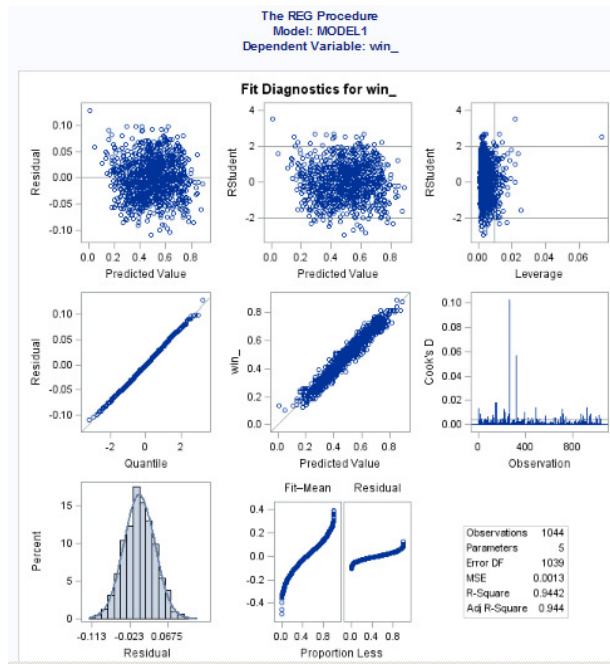 The REG Procedure
Model: MODEL1
Dependent Variable: win_
Fit Diagnostics for win_
Residual
0.10
0.05
0.00
-0.05
-0.10
0.0 0.2 0.4 0.6 0.8
Predicted Value
RStudent
4
2
0
-2
0.0 0.2 0.4 0.6 0.8
Predicted Value
RStudent
4
2
0
-2
0.00 0.02 0.04 0.06
Leverage
Residual
0.10
0.05
0.00
-0.05
-0.10
-2 0 2
Quantile
win_
0.8
0.6
0.4
0.2
0.0
0.0 0.2 0.4 0.6 0.8
Predicted Value
Cook's D
0.10
0.08
0.06
0.04
0.02
0.00
0 400 800
Observation
Percent
15
10
5
0
-0.113 -0.023 0.0675
Residual
Fit–Mean Residual
0.4
0.2
0.0
-0.2
-0.4
0.0 0.4 0.8 0.0 0.4 0.8
Proportion Less
Observations 1044
Parameters 5
Error DF 1039
MSE 0.0013
R-Square 0.9442
Adj R-Square 0.944